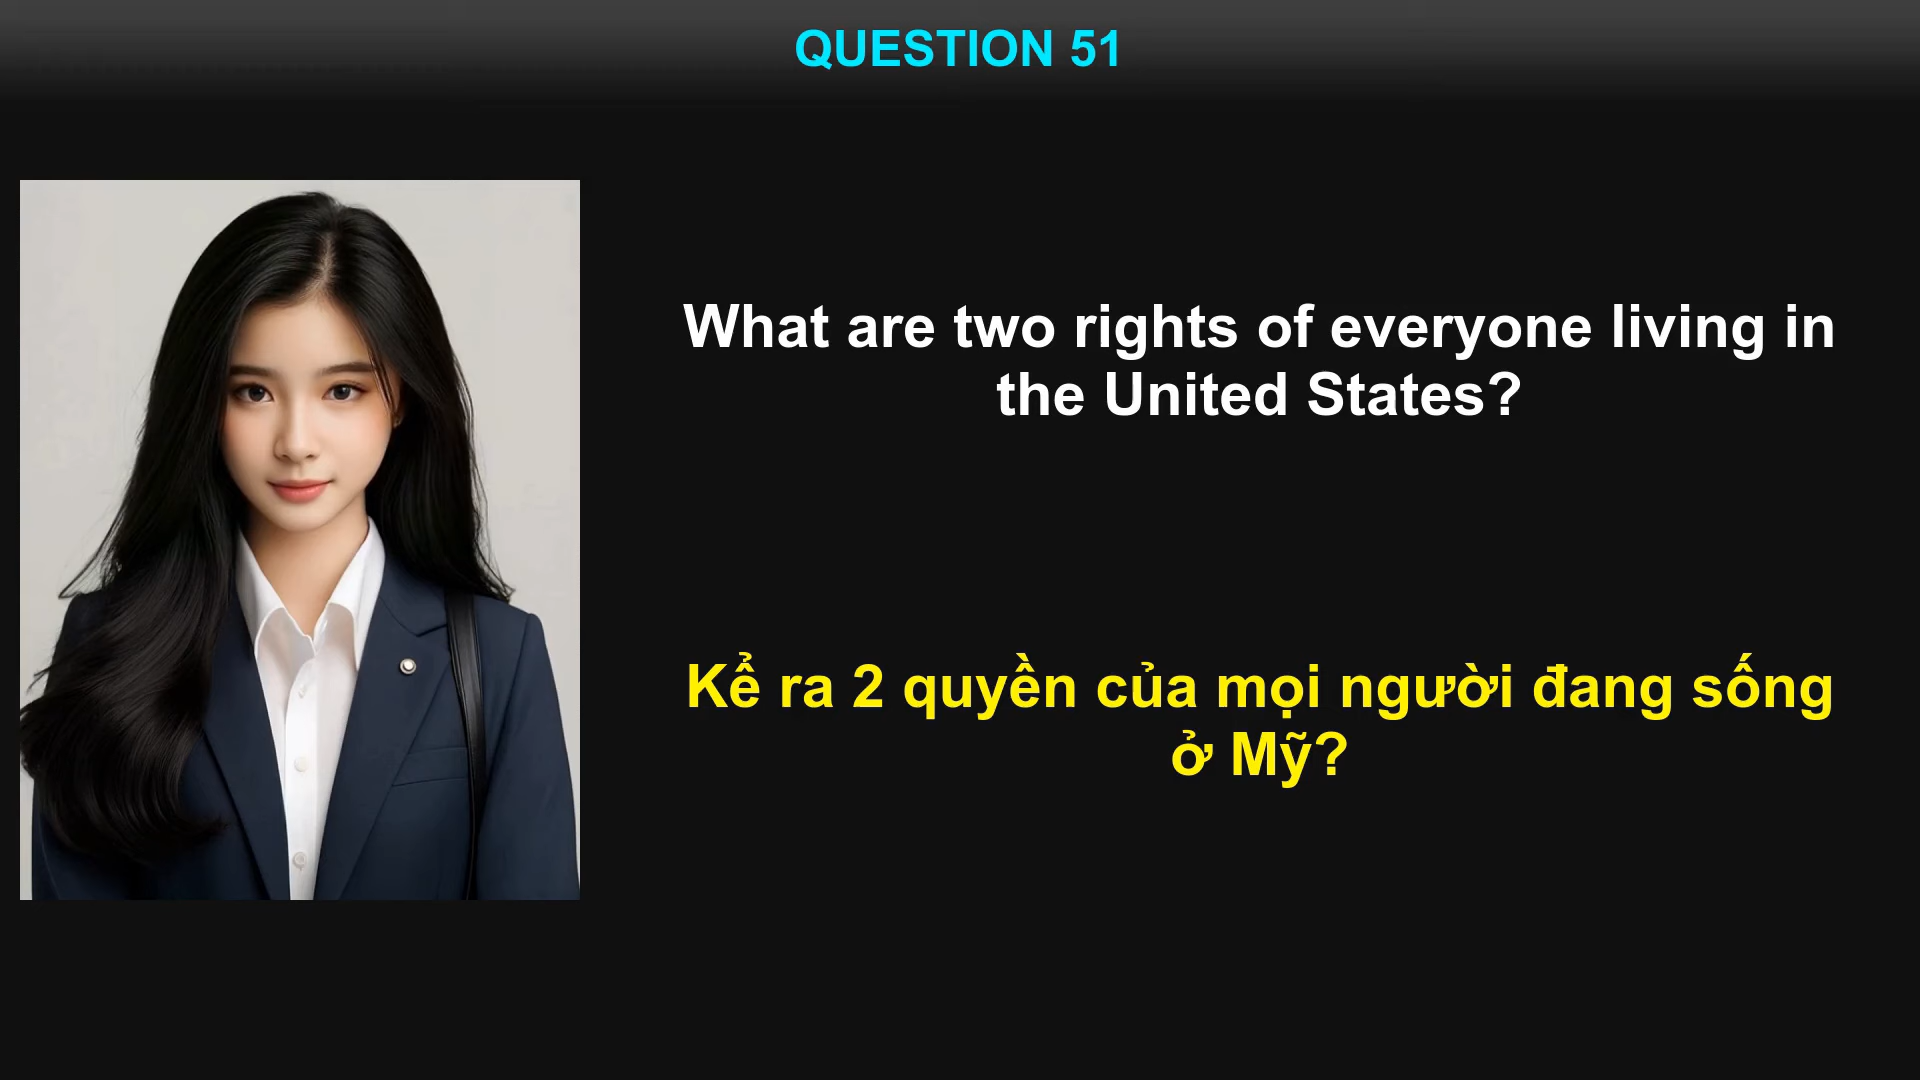 QUESTION 51
What are two rights of everyone living in
the United States?
Kể ra 2 quyền của mọi người đang sống
ở Mỹ?